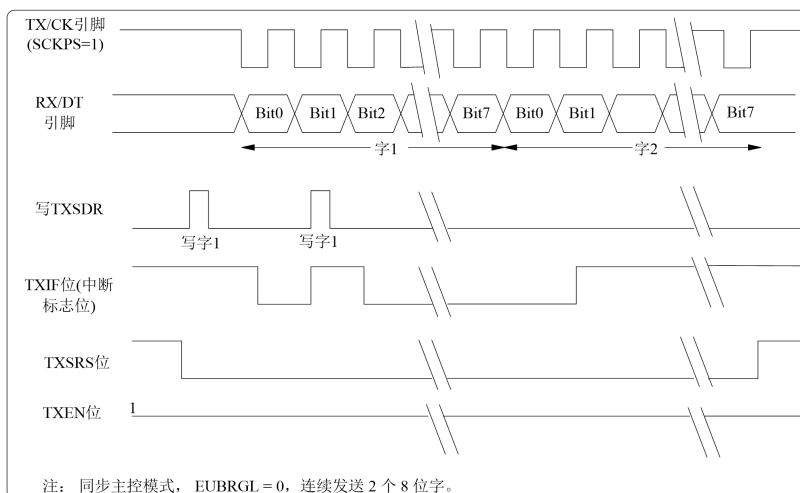 TX/CK引脚
(SCKPS=1)
RX/DT
引脚
Bit0
Bit1
Bit2
Bit7
Bit0
Bit1
Bit7
字1
字2
写TXSDR
写字1
写字1
TXIF位(中断
标志位)
TXSRS位
TXEN位
1
注： 同步主控模式， EUBRGL = 0，连续发送 2 个 8 位字。